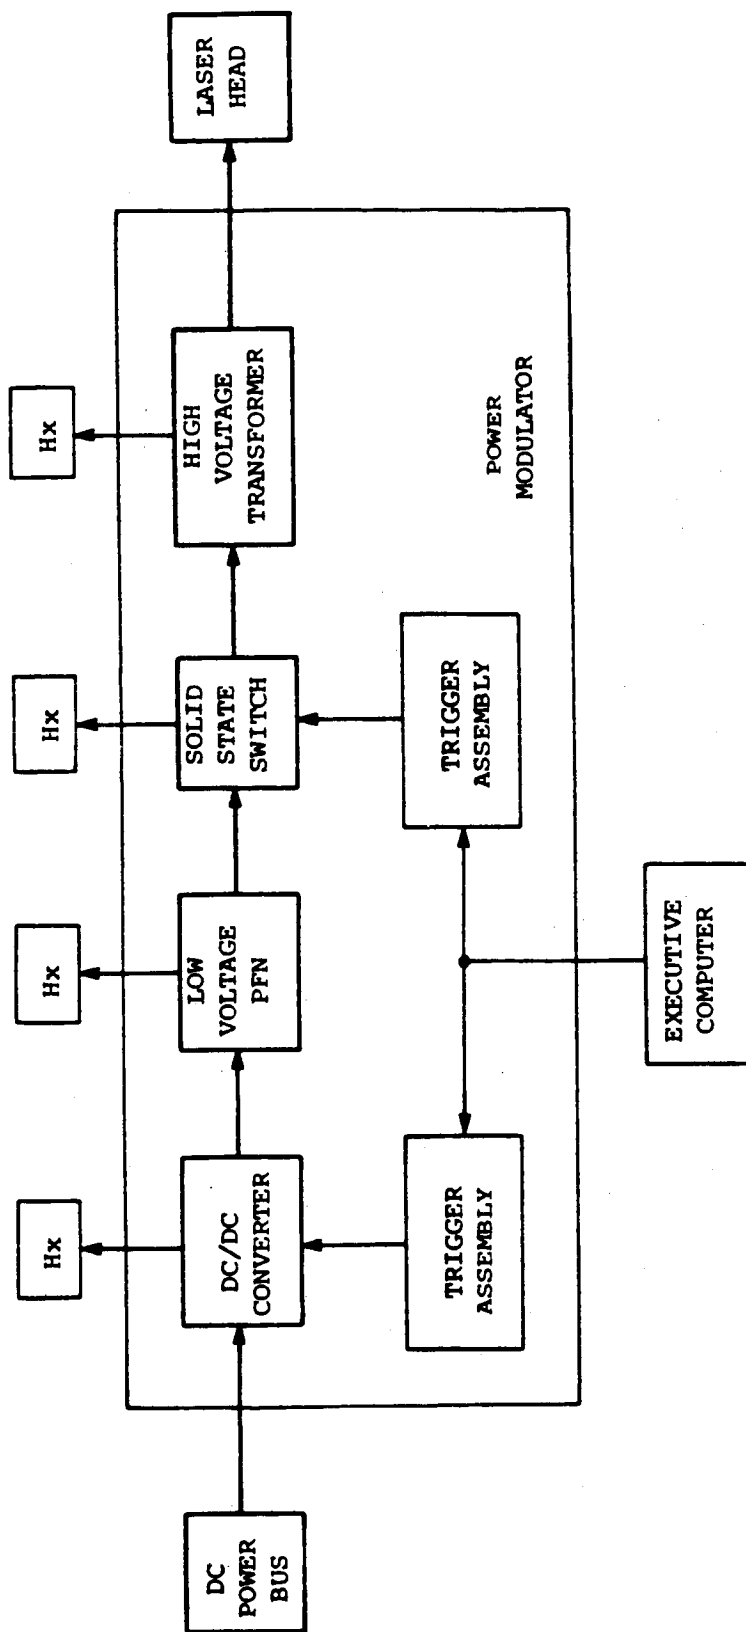 Hx
Hx
Hx
Hx
DC
POWER
BUS
DC/DC
CONVERTER
LOW
VOLTAGE
PFN
SOLID
STATE
SWITCH
HIGH
VOLTAGE
TRANSFORMER
LASER
HEAD
TRIGGER
ASSEMBLY
TRIGGER
ASSEMBLY
POWER
MODULATOR
EXECUTIVE
COMPUTER